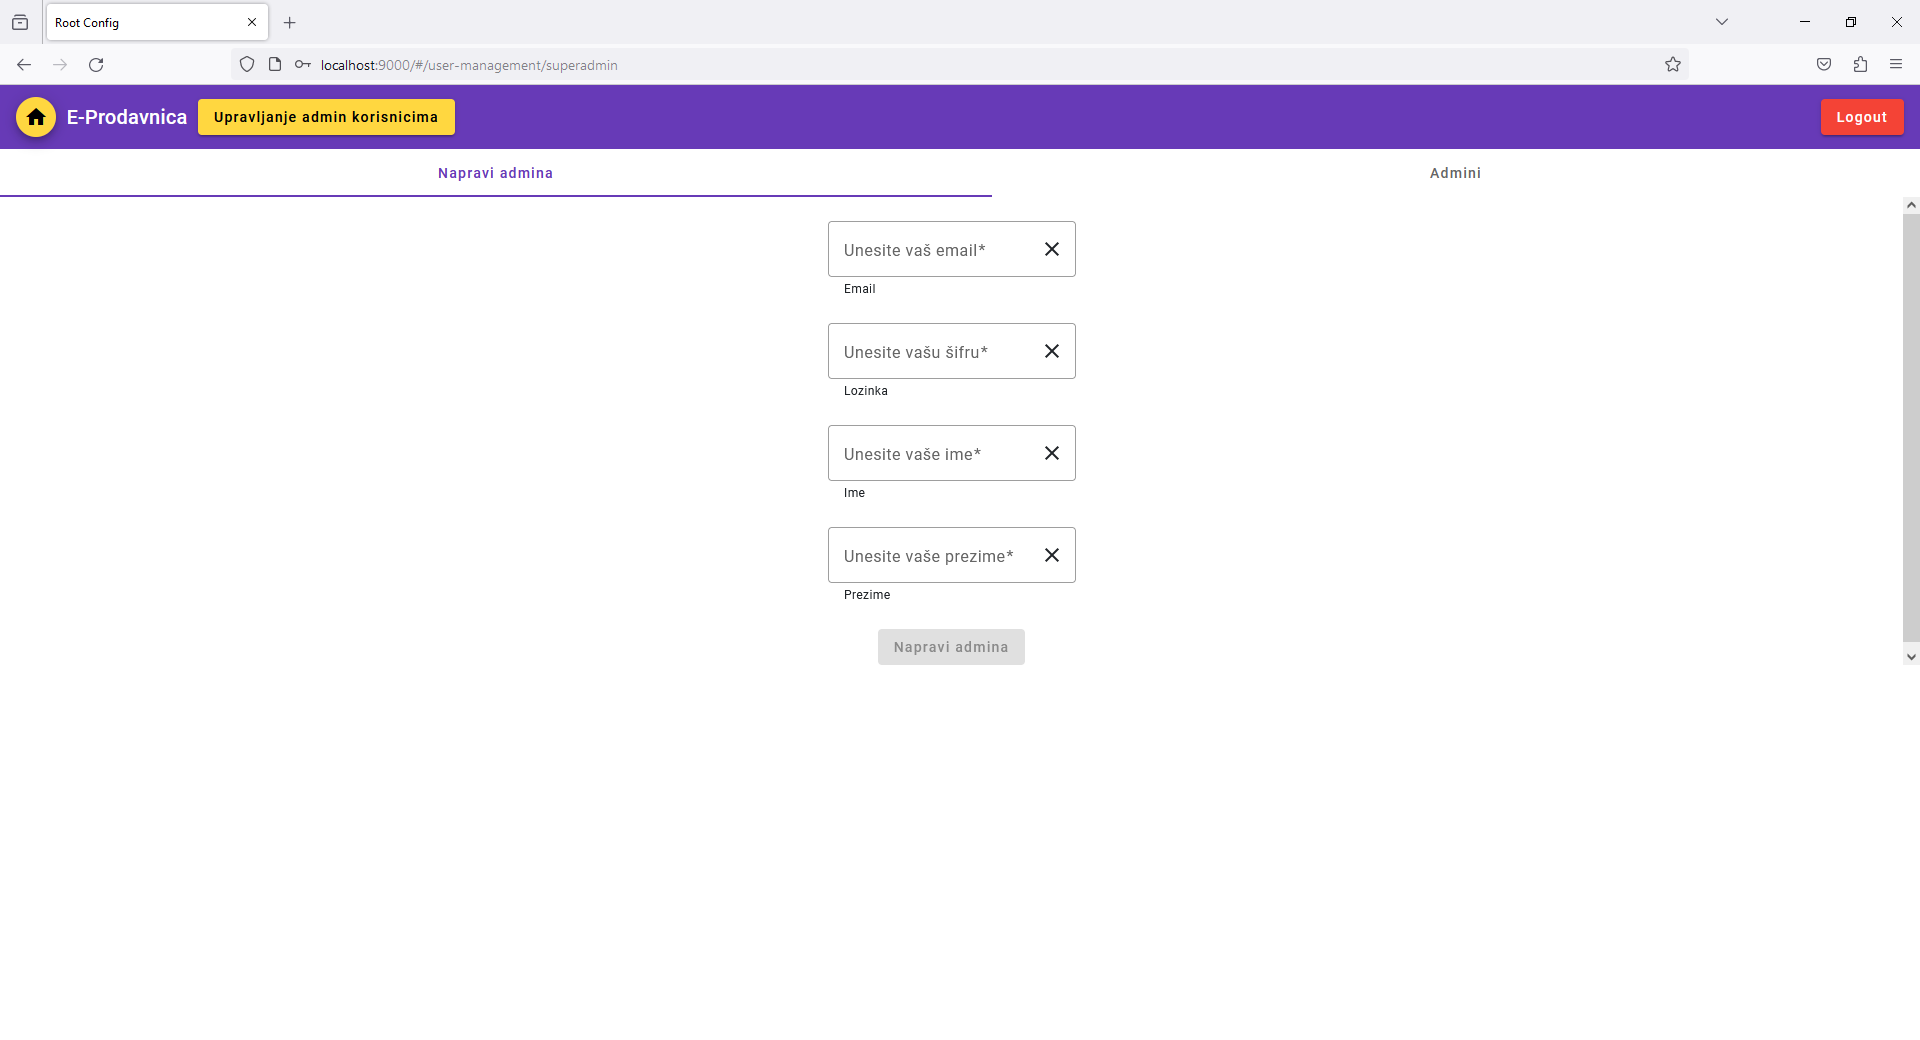 Root Config
localhost:9000/#/user-management/superadmin
E-Prodavnica
Upravljanje admin korisnicima
Logout
Napravi admina
Admini
Unesite vaš email*
Email
Unesite vašu šifru*
Lozinka
Unesite vaše ime*
Ime
Unesite vaše prezime*
Prezime
Napravi admina